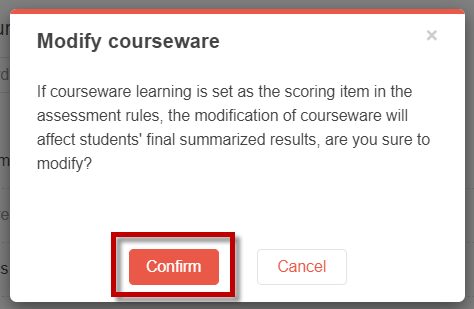 Modify courseware
×
If courseware learning is set as the scoring item in the
assessment rules, the modification of courseware will
affect students' final summarized results, are you sure to
modify?
Confirm Cancel